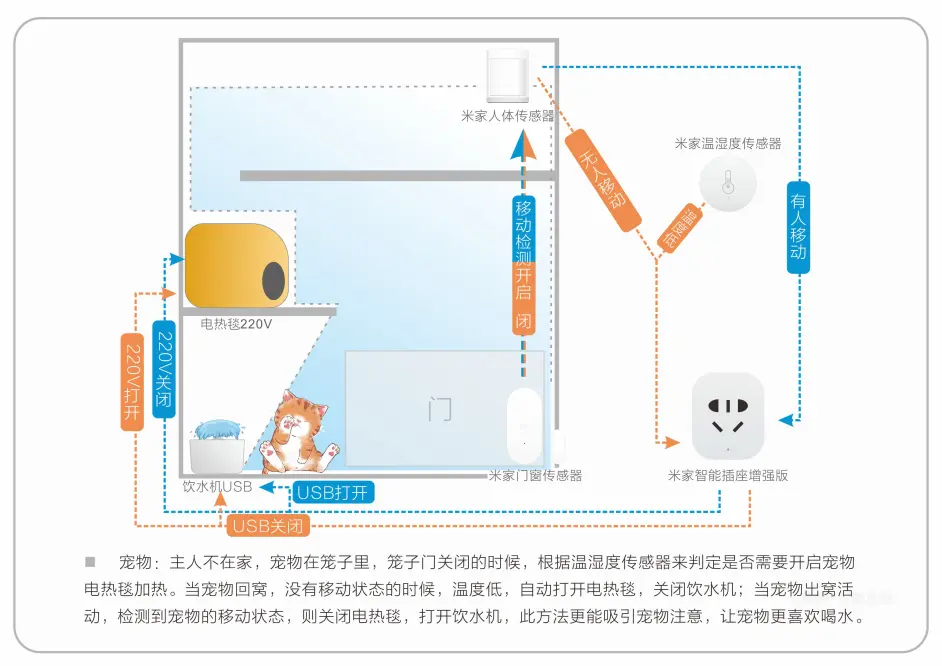 米家人体传感器
米家温湿度传感器
无人移动
有人移动
移动检测开启 闭
电热毯220V
220V打开
220V关闭
门
饮水机USB
USB打开
米家门窗传感器
米家智能插座增强版
USB关闭
■ 宠物：主人不在家，宠物在笼子里，笼子门关闭的时候，根据温湿度传感器来判定是否需要开启宠物
电热毯加热。当宠物回窝，没有移动状态的时候，温度低，自动打开电热毯，关闭饮水机；当宠物出窝活
动，检测到宠物的移动状态，则关闭电热毯，打开饮水机，此方法更能吸引宠物注意，让宠物更喜欢喝水。